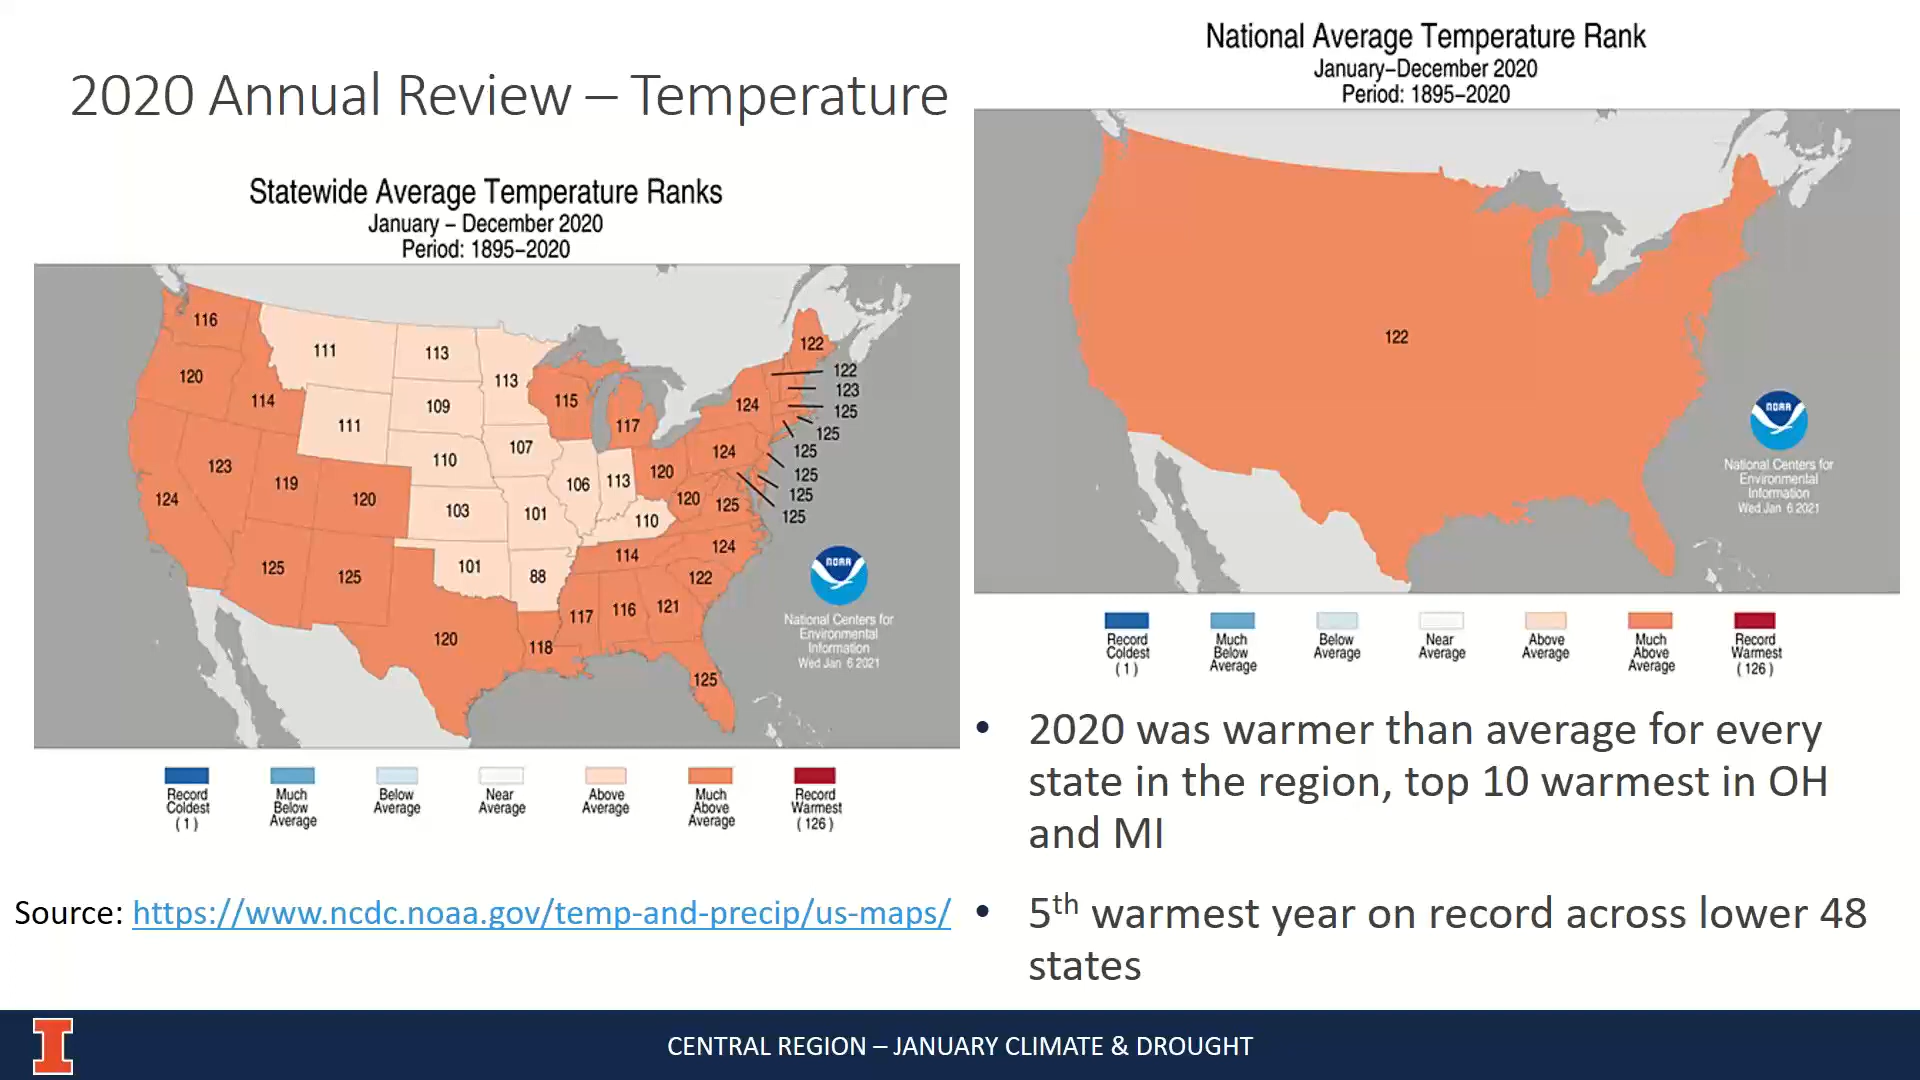 2020 Annual Review – Temperature
Statewide Average Temperature Ranks
January – December 2020
Period: 1895–2020
116
111
113
113
120
114
111
109
115
117
124
122
122
123
125
125
125
125
125
125
124
123
119
120
110
107
106
113
120
124
120
125
103
101
110
124
125
125
101
88
114
122
120
118
117
116
121
125
NOAA
National Centers for
Environmental
Information
Wed Jan 6 2021
Record
Coldest
(1)
Much
Below
Average
Below
Average
Near
Average
Above
Average
Much
Above
Average
Record
Warmest
(126)
Source: https://www.ncdc.noaa.gov/temp-and-precip/us-maps/
National Average Temperature Rank
January–December 2020
Period: 1895–2020
122
NOAA
National Centers for
Environmental
Information
Wed Jan 6 2021
Record
Coldest
(1)
Much
Below
Average
Below
Average
Near
Average
Above
Average
Much
Above
Average
Record
Warmest
(126)
• 2020 was warmer than average for every
state in the region, top 10 warmest in OH
and MI
• 5th warmest year on record across lower 48
states
I
CENTRAL REGION – JANUARY CLIMATE & DROUGHT